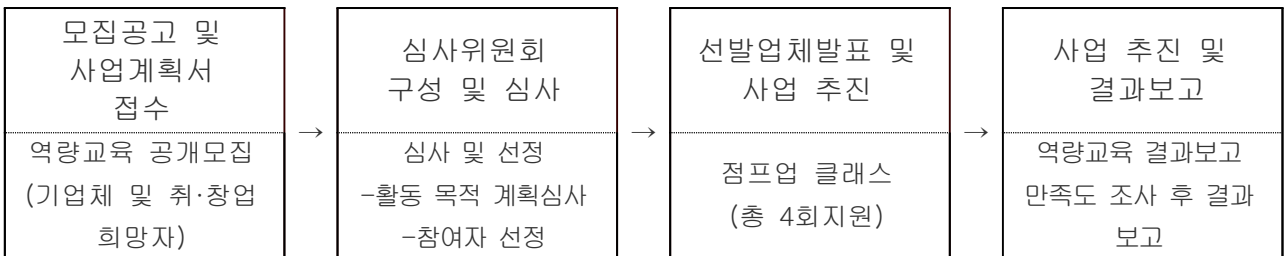 모집공고 및
사업계획서
접수
역량교육 공개모집
(기업체 및 취·창업
희망자)
→
심사위원회
구성 및 심사
심사 및 선정
-활동 목적 계획심사
-참여자 선정
→
선발업체발표 및
사업 추진
점프업 클래스
(총 4회지원)
→
사업 추진 및
결과보고
역량교육 결과보고
만족도 조사 후 결과
보고